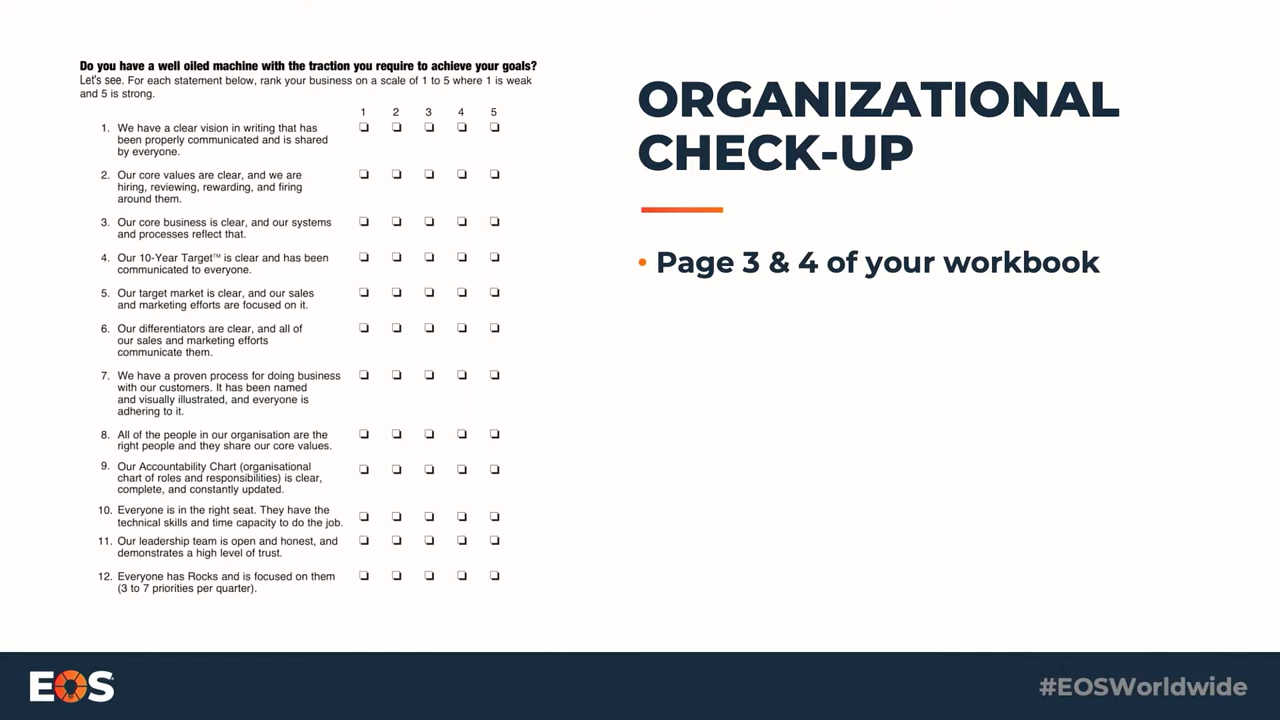 Do you have a well oiled machine with the traction you require to achieve your goals?
Let's see. For each statement below, rank your business on a scale of 1 to 5 where 1 is weak
and 5 is strong.
1 2 3 4 5
1. We have a clear vision in writing that has
been properly communicated and is shared
by everyone.
2. Our core values are clear, and we are
hiring, reviewing, rewarding, and firing
around them.
3. Our core business is clear, and our systems
and processes reflect that.
4. Our 10-Year Target™ is clear and has been
communicated to everyone.
5. Our target market is clear, and our sales
and marketing efforts are focused on it.
6. Our differentiators are clear, and all of
our sales and marketing efforts
communicate them.
7. We have a proven process for doing business
with our customers. It has been named
and visually illustrated, and everyone is
adhering to it.
8. All of the people in our organisation are the
right people and they share our core values.
9. Our Accountability Chart (organisational
chart of roles and responsibilities) is clear,
complete, and constantly updated.
10. Everyone is in the right seat. They have the
technical skills and time capacity to do the job.
11. Our leadership team is open and honest, and
demonstrates a high level of trust.
12. Everyone has Rocks and is focused on them
(3 to 7 priorities per quarter).
ORGANIZATIONAL
CHECK-UP
• Page 3 & 4 of your workbook
EOS
#EOSWorldwide